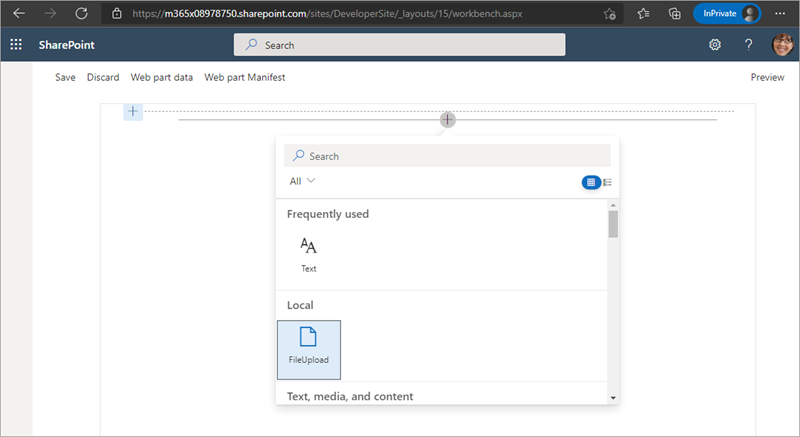 https://m365x08978750.sharepoint.com/sites/DeveloperSite/_layouts/15/workbench.aspx
InPrivate
SharePoint
Search
?
Save Discard Web part data Web part Manifest Preview
Search
All
Frequently used
Text
Local
FileUpload
Text, media, and content